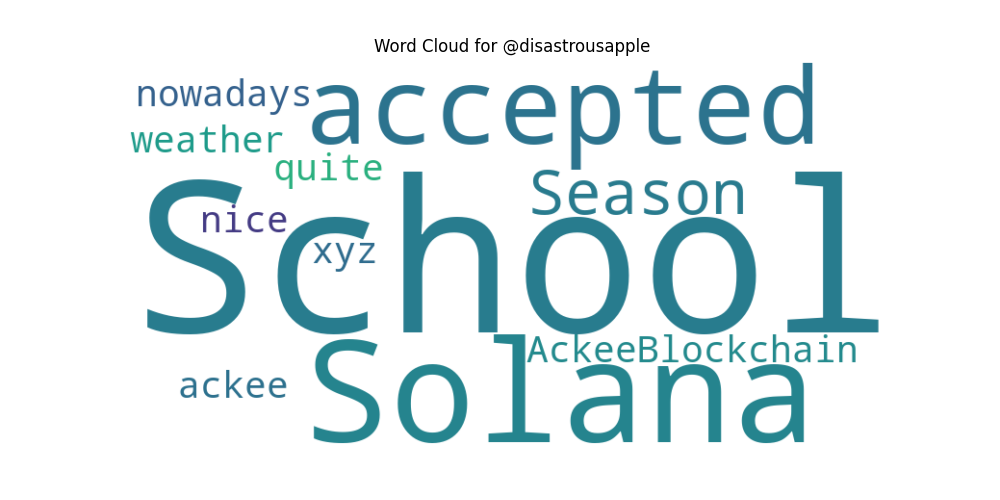 Word Cloud for @disastrousapple
nowadays
accepted
weather
quite
Season
nice
School
xyz
AckeeBlockchain
ackee
Solana